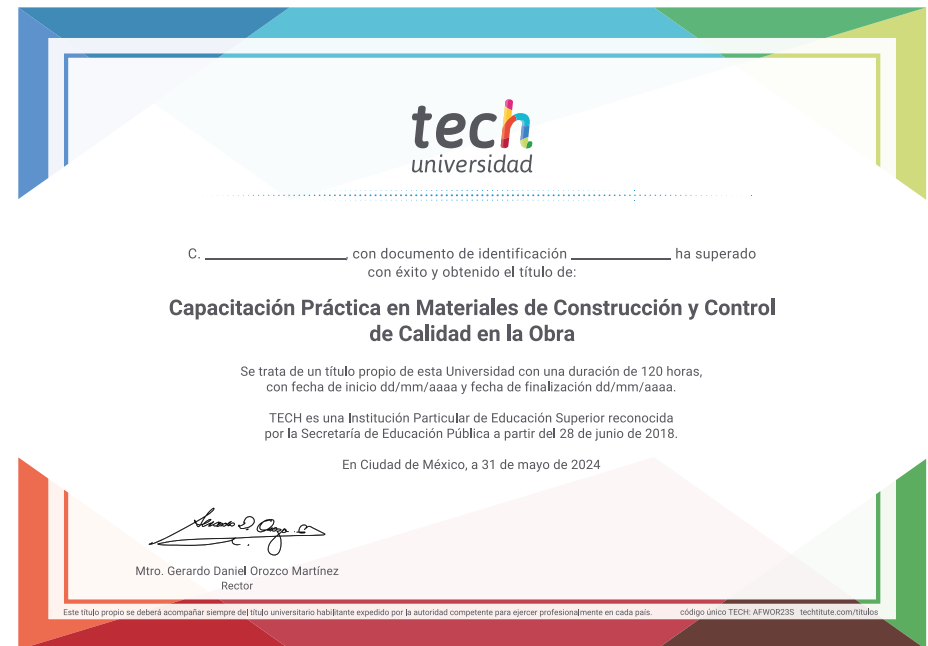 tech
universidad
C. ____________, con documento de identificación ____________ ha superado
con éxito y obtenido el título de:
Capacitación Práctica en Materiales de Construcción y Control
de Calidad en la Obra
Se trata de un título propio de esta Universidad con una duración de 120 horas,
con fecha de inicio dd/mm/aaaa y fecha de finalización dd/mm/aaaa.
TECH es una Institución Particular de Educación Superior reconocida
por la Secretaría de Educación Pública a partir del 28 de junio de 2018.
En Ciudad de México, a 31 de mayo de 2024
Mtro. Gerardo Daniel Orozco Martínez
Rector
Este título propio se deberá acompañar siempre del título universitario habilitante expedido por la autoridad competente para ejercer profesionalmente en cada país. código único TECH: AFWOR23S techtitute.com/titulos